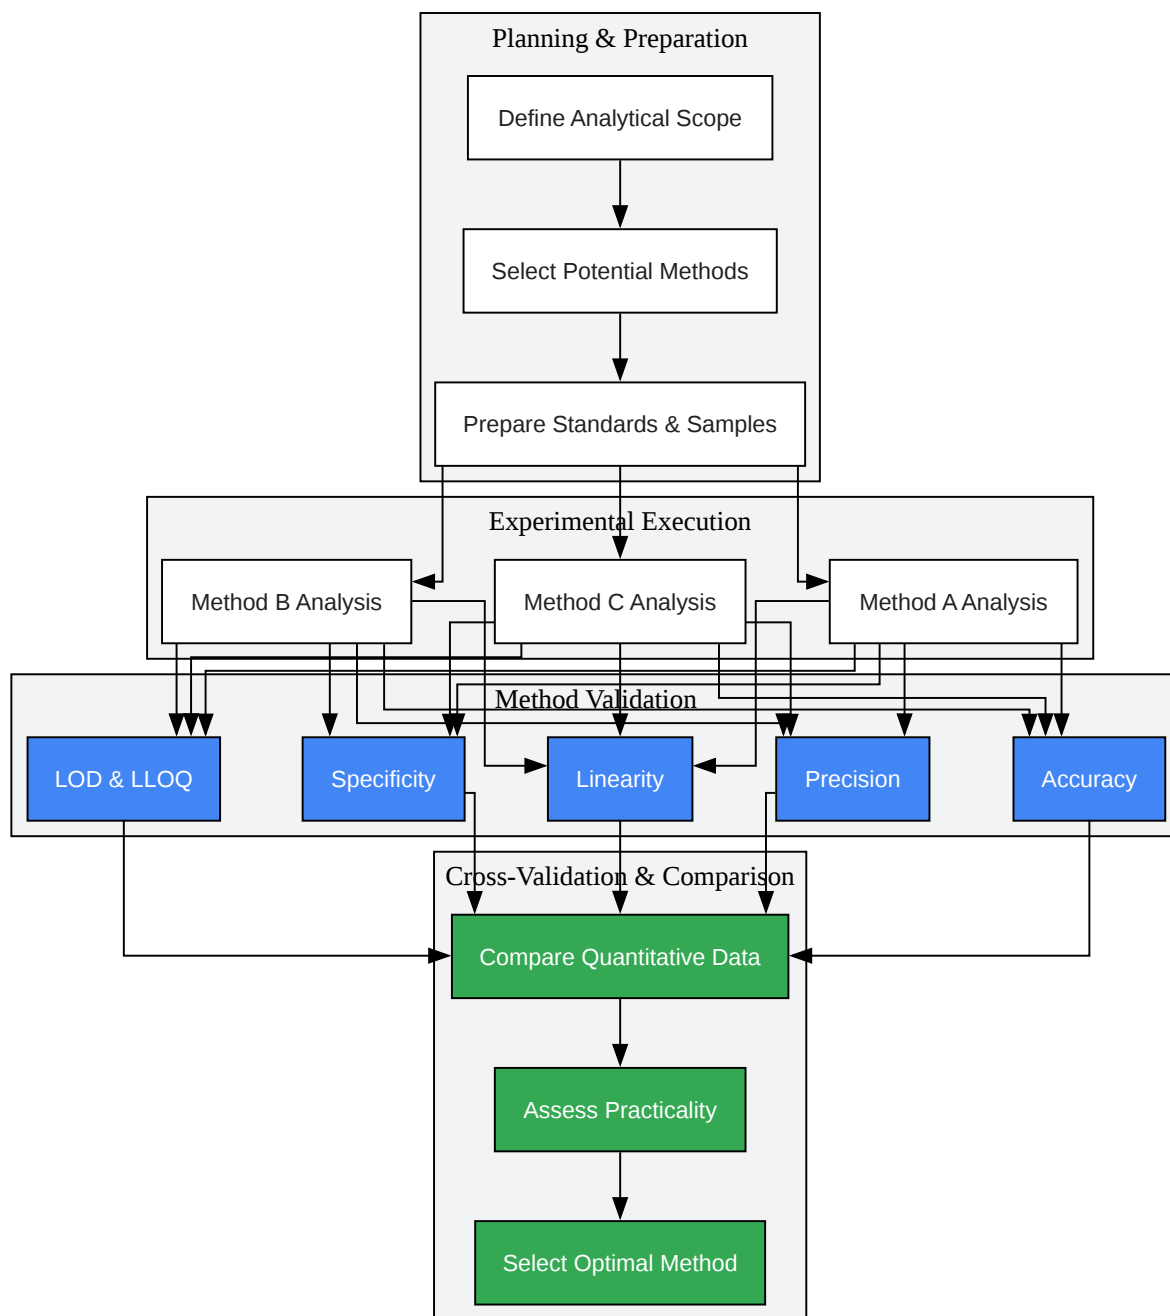 Planning & Preparation
Define Analytical Scope
Select Potential Methods
Prepare Standards & Samples
Experimental Execution
Method B Analysis
Method C Analysis
Method A Analysis
Method Validation
LOD & LLOQ
Specificity
Linearity
Precision
Accuracy
Cross-Validation & Comparison
Compare Quantitative Data
Assess Practicality
Select Optimal Method